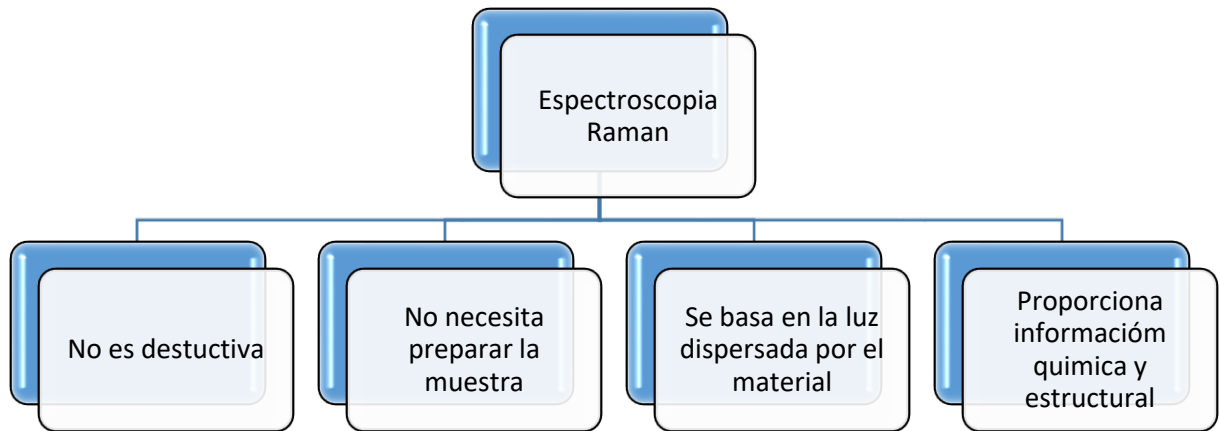 Espectroscopia
Raman
No es destuctiva
No necesita
preparar la
muestra
Se basa en la luz
dispersada por el
material
Proporciona
informacióm
quimica y
estructural